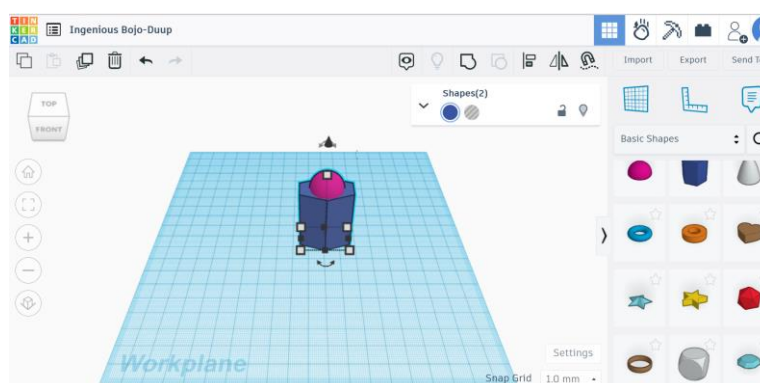 TIN
KER
CAD
Ingenious Bojo-Duup
Import
Export
Send T
Shapes(2)
TOP
FRONT
Basic Shapes
Workplane
Settings
Snap Grid 1.0 mm